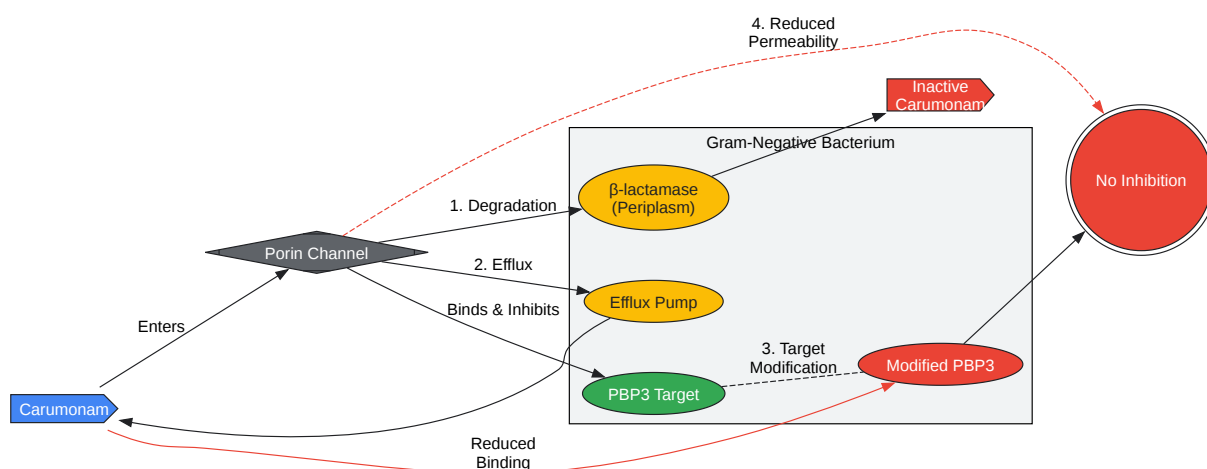 4. Reduced
Permeability
Inactive
Carumonam
Gram-Negative Bacterium
β-lactamase
(Periplasm)
No Inhibition
1. Degradation
Porin Channel
2. Efflux
Efflux Pump
Binds & Inhibits
Enters
3. Target
Modification
Modified PBP3
PBP3 Target
Carumonam
Reduced
Binding